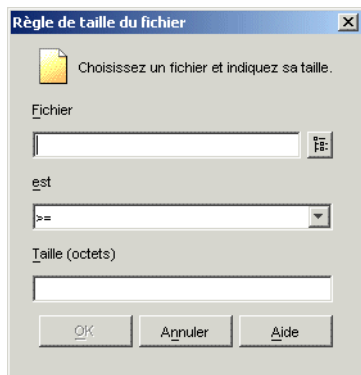 Règle de taille du fichier
Choisissez un fichier et indiquez sa taille.
Fichier
est
>=
Taille (octets)
OK Annuler Aide